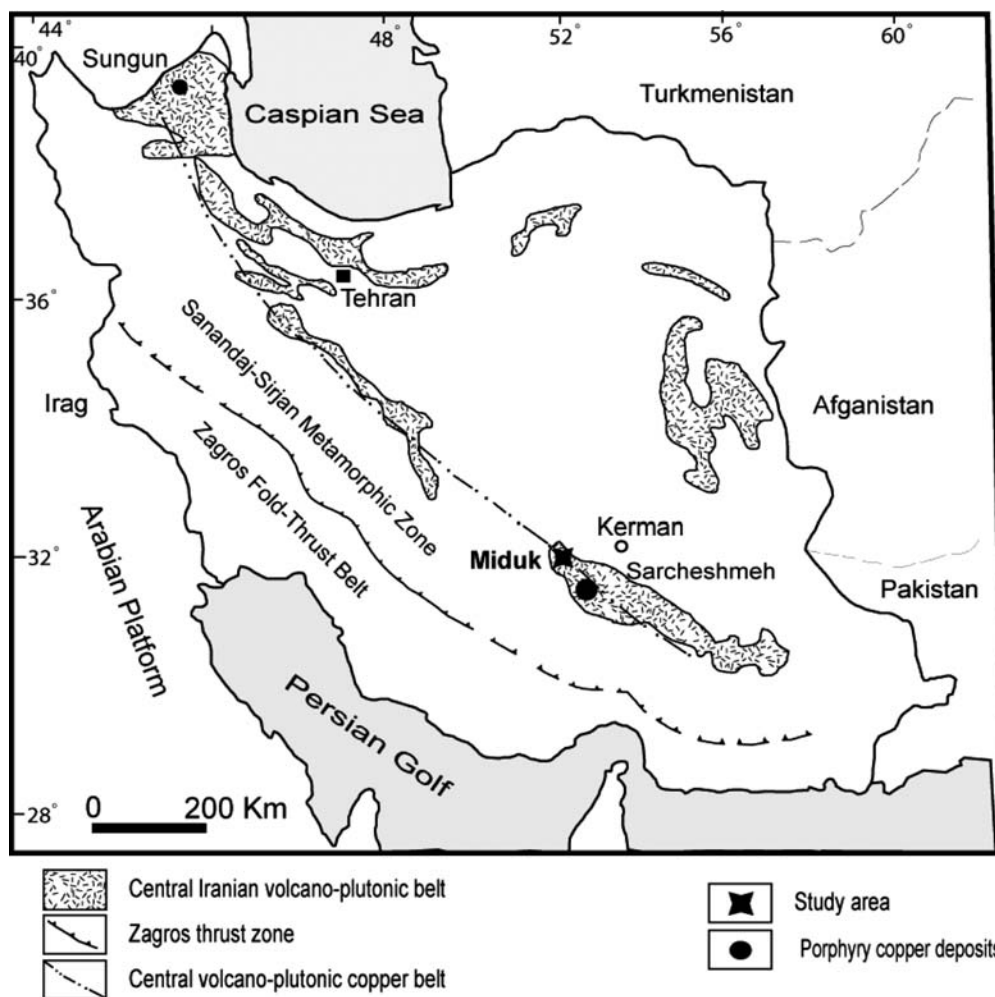 44° 48 52° 56° 60°
40°
Sungun
Caspian Sea
Turkmenistan
Tehran
36°
Sanandaj-Sirjan Metamorphic Zone
Irag
Zagros Fold-Thrust Belt
Afganistan
Arabian Platform
Kerman
32°
Miduk
Sarcheshmeh
Pakistan
Persian Golf
28°
0 200 Km
Central Iranian volcano-plutonic belt
Zagros thrust zone
Central volcano-plutonic copper belt
Study area
Porphyry copper deposits